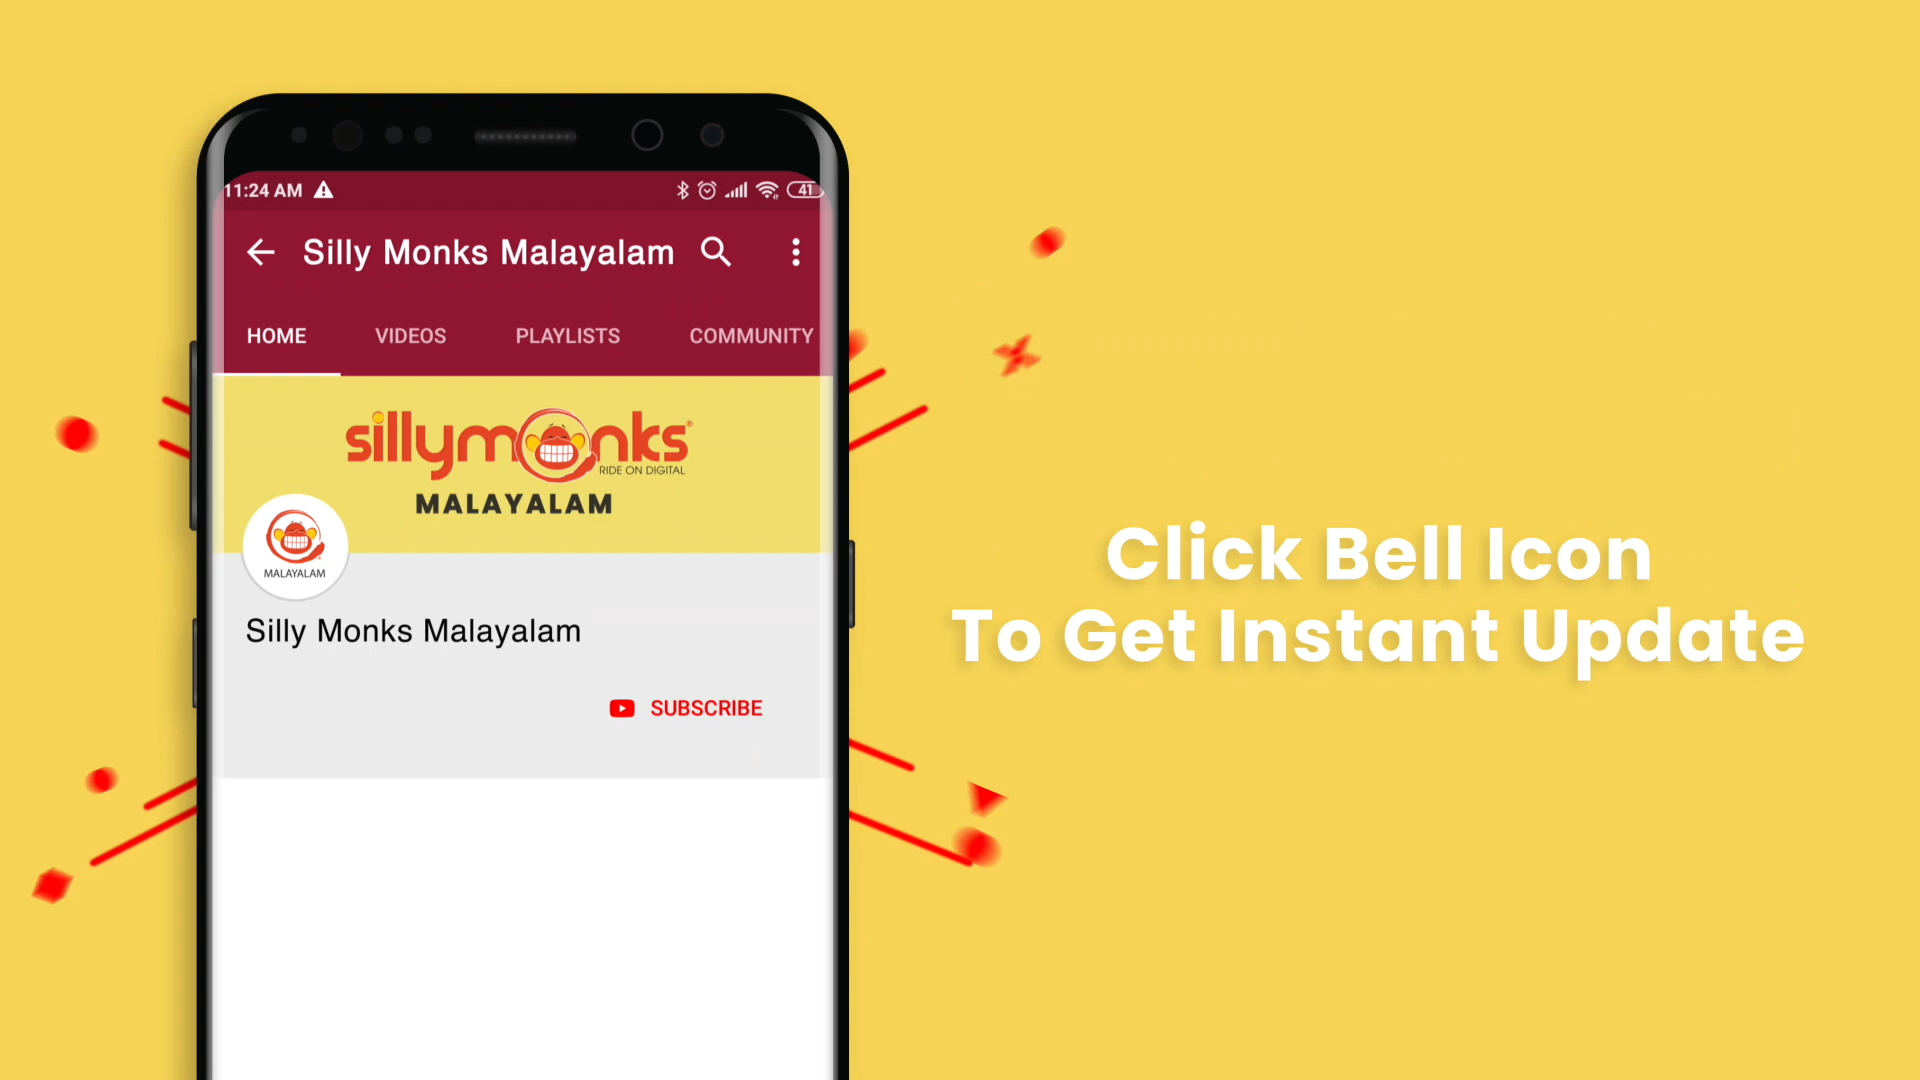 11:24 AM
41
Silly Monks Malayalam
HOME VIDEOS PLAYLISTS COMMUNITY
sillymonks®
RIDE ON DIGITAL
MALAYALAM
MALAYALAM
Silly Monks Malayalam
SUBSCRIBE
Click Bell Icon
To Get Instant Update